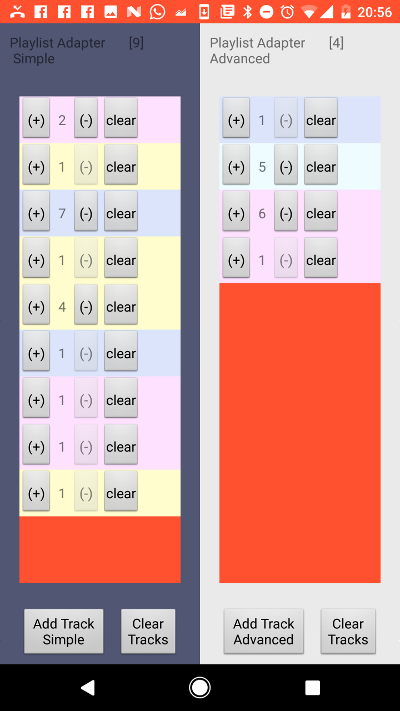 20:56
Playlist Adapter [9]
Simple
(+) 2 (-) clear
(+) 1 (-) clear
(+) 7 (-) clear
(+) 1 (-) clear
(+) 4 (-) clear
(+) 1 (-) clear
(+) 1 (-) clear
(+) 1 (-) clear
(+) 1 (-) clear
Add Track
Simple
Clear
Tracks
Playlist Adapter [4]
Advanced
(+) 1 (-) clear
(+) 5 (-) clear
(+) 6 (-) clear
(+) 1 (-) clear
Add Track
Advanced
Clear
Tracks